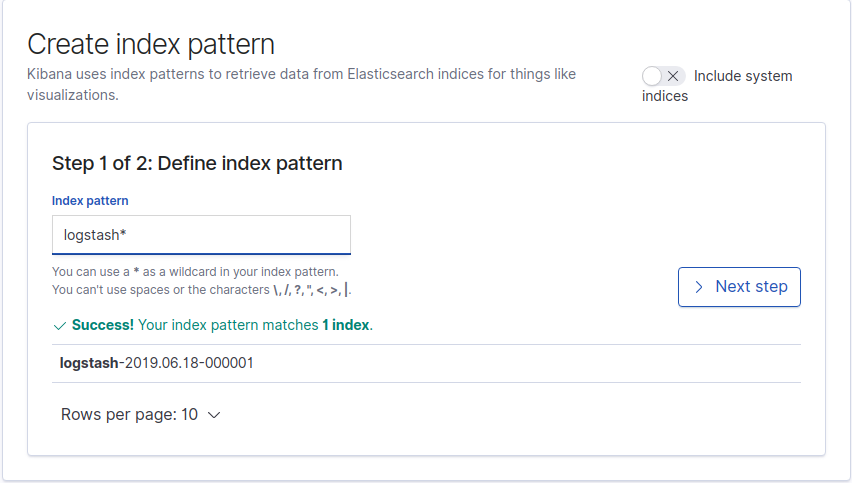 Create index pattern
Kibana uses index patterns to retrieve data from Elasticsearch indices for things like
visualizations.
Include system
indices
Step 1 of 2: Define index pattern
Index pattern
logstash*
You can use a * as a wildcard in your index pattern.
You can't use spaces or the characters \, /, ?, ", <, >, |.
Next step
Success! Your index pattern matches 1 index.
logstash-2019.06.18-000001
Rows per page: 10